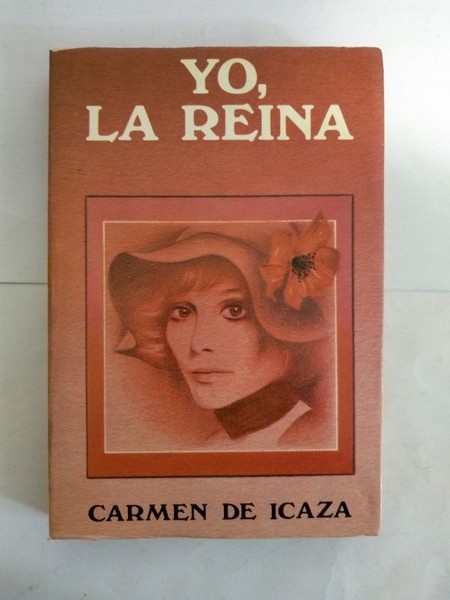 YO,
LA REINA
CARMEN DE ICAZA